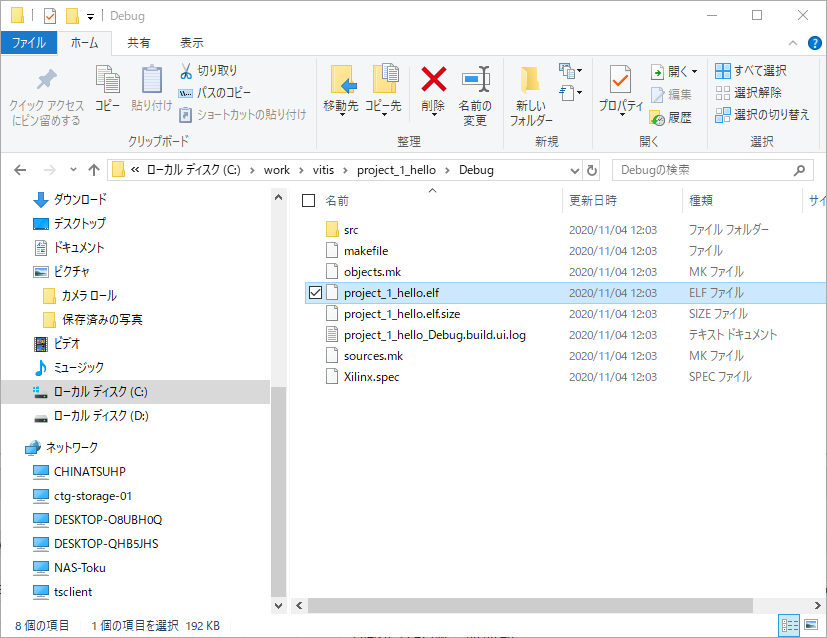 Debug
ファイル ホーム 共有 表示
クイック アクセスにピン留めする
コピー
貼り付け
切り取り
パスのコピー
ショートカットの貼り付け
クリップボード
移動先
コピー先
削除
名前の変更
整理
新しいフォルダー
新規
プロパティ
開く
編集
履歴
開く
すべて選択
選択解除
選択の切り替え
選択
« ローカル ディスク (C:) › work › vitis › project_1_hello › Debug
Debugの検索
ダウンロード
デスクトップ
ドキュメント
ピクチャ
カメラ ロール
保存済みの写真
ビデオ
ミュージック
ローカル ディスク (C:)
ローカル ディスク (D:)
ネットワーク
CHINATSUHP
ctg-storage-01
DESKTOP-O8UBH0Q
DESKTOP-QHB5JHS
NAS-Toku
tsclient
名前 更新日時 種類 サイ
src 2020/11/04 12:03 ファイル フォルダー
makefile 2020/11/04 12:03 ファイル
objects.mk 2020/11/04 12:03 MK ファイル
project_1_hello.elf 2020/11/04 12:03 ELF ファイル
project_1_hello.elf.size 2020/11/04 12:03 SIZE ファイル
project_1_hello_Debug.build.ui.log 2020/11/04 12:03 テキスト ドキュメント
sources.mk 2020/11/04 12:03 MK ファイル
Xilinx.spec 2020/11/04 12:03 SPEC ファイル
8 個の項目 1 個の項目を選択 192 KB